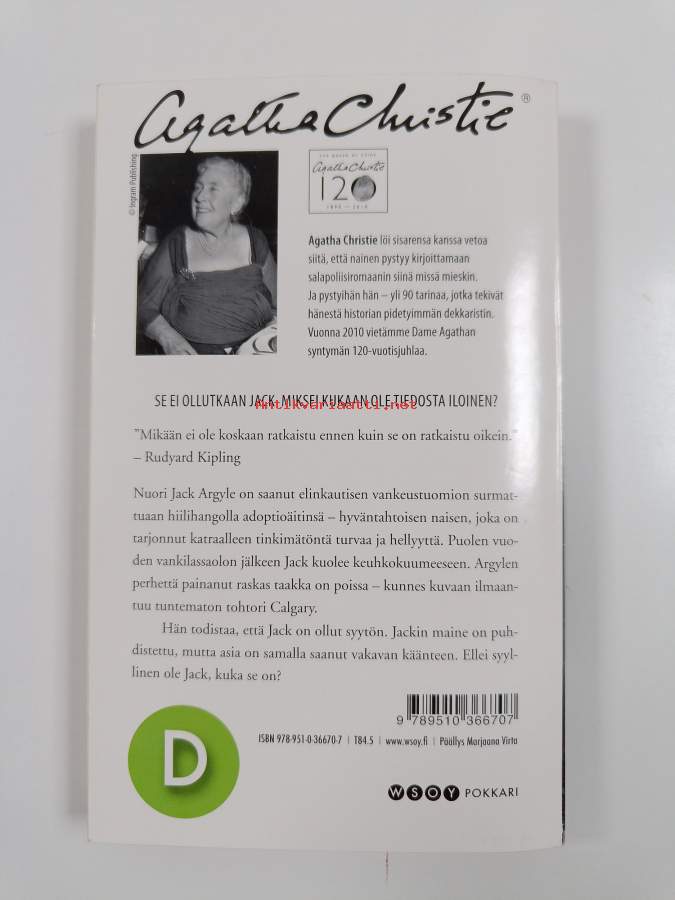 Agatha Christie®
© Ingram Publishing
THE QUEEN OF CRIME
Agatha Christie
120
1890 – 2010
Agatha Christie löi sisarensa kanssa vetoa
siitä, että nainen pystyy kirjoittamaan
salapoliisiromaanin siinä missä mieskin.
Ja pystyihän hän – yli 90 tarinaa, jotka tekivät
hänestä historian pidetyimmän dekkaristin.
Vuonna 2010 vietämme Dame Agathan
syntymän 120-vuotisjuhlaa.
SE EI OLLUTKAAN JACK. MIKSEI KUKAAN OLE TIEDOSTA ILOINEN?
Antikvariaatti.net
”Mikään ei ole koskaan ratkaistu ennen kuin se on ratkaistu oikein.”
– Rudyard Kipling
Nuori Jack Argyle on saanut elinkautisen vankeustuomion surmat-
tuaan hiilihangolla adoptioäitinsä – hyväntahtoisen naisen, joka on
tarjonnut katraalleen tinkimätöntä turvaa ja hellyyttä. Puolen vuo-
den vankilassaolon jälkeen Jack kuolee keuhkokuumeeseen. Argylen
perhettä painanut raskas taakka on poissa – kunnes kuvaan ilmaan-
tuu tuntematon tohtori Calgary.
Hän todistaa, että Jack on ollut syytön. Jackin maine on puh-
distettu, mutta asia on samalla saanut vakavan käänteen. Ellei syyl-
linen ole Jack, kuka se on?
9 789510 366707
ISBN 978-951-0-36670-7 | T84.5 | www.wsoy.fi | Päällys Marjaana Virta
D
WSOY POKKARI